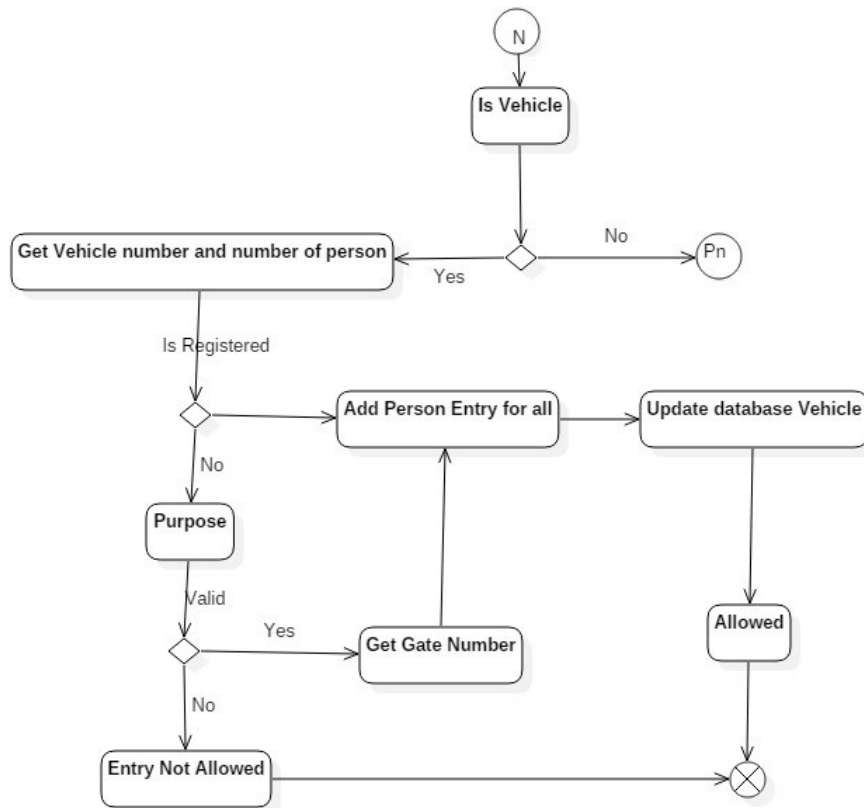 N
Is Vehicle
Get Vehicle number and number of person
Yes
No
Pn
Is Registered
Add Person Entry for all
Update database Vehicle
No
Purpose
Valid
Yes
Get Gate Number
Allowed
No
Entry Not Allowed